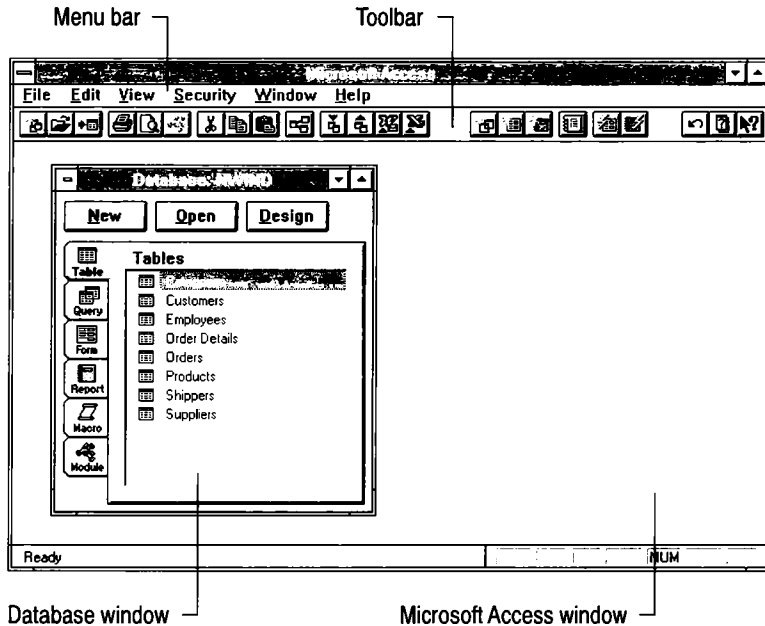 Menu bar
Toolbar
Microsoft Access
File Edit View Security Window Help
Database: NWIND
New Open Design
Table
Query
Form
Report
Macro
Module
Tables
Customers
Employees
Order Details
Orders
Products
Shippers
Suppliers
Ready
NUM
Database window
Microsoft Access window